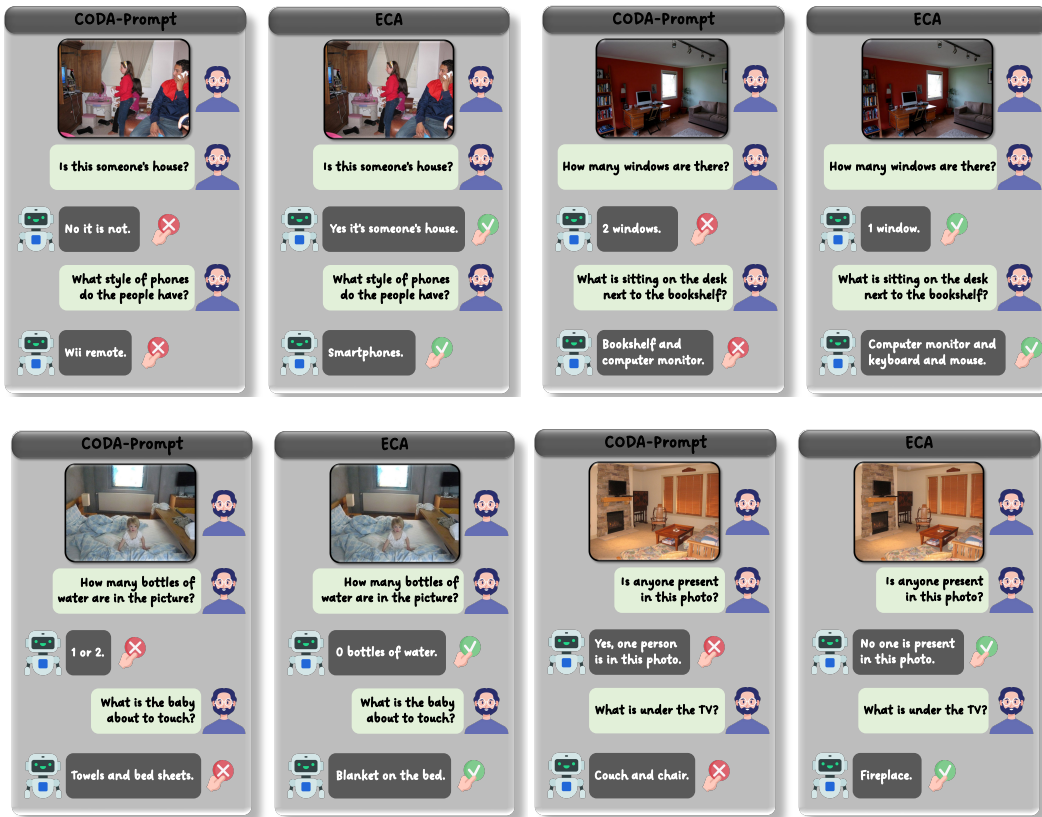 CODA-Prompt
Is this someone's house?
No it is not.
What style of phones
do the people have?
Wii remote.
ECA
Is this someone's house?
Yes it's someone's house.
What style of phones
do the people have?
Smartphones.
CODA-Prompt
How many windows are there?
2 windows.
What is sitting on the desk
next to the bookshelf?
Bookshelf and
computer monitor.
ECA
How many windows are there?
1 window.
What is sitting on the desk
next to the bookshelf?
Computer monitor and
keyboard and mouse.
CODA-Prompt
How many bottles of
water are in the picture?
1 or 2.
What is the baby
about to touch?
Towels and bed sheets.
ECA
How many bottles of
water are in the picture?
0 bottles of water.
What is the baby
about to touch?
Blanket on the bed.
CODA-Prompt
Is anyone present
in this photo?
Yes, one person
is in this photo.
What is under the TV?
Couch and chair.
ECA
Is anyone present
in this photo?
No one is present
in this photo.
What is under the TV?
Fireplace.